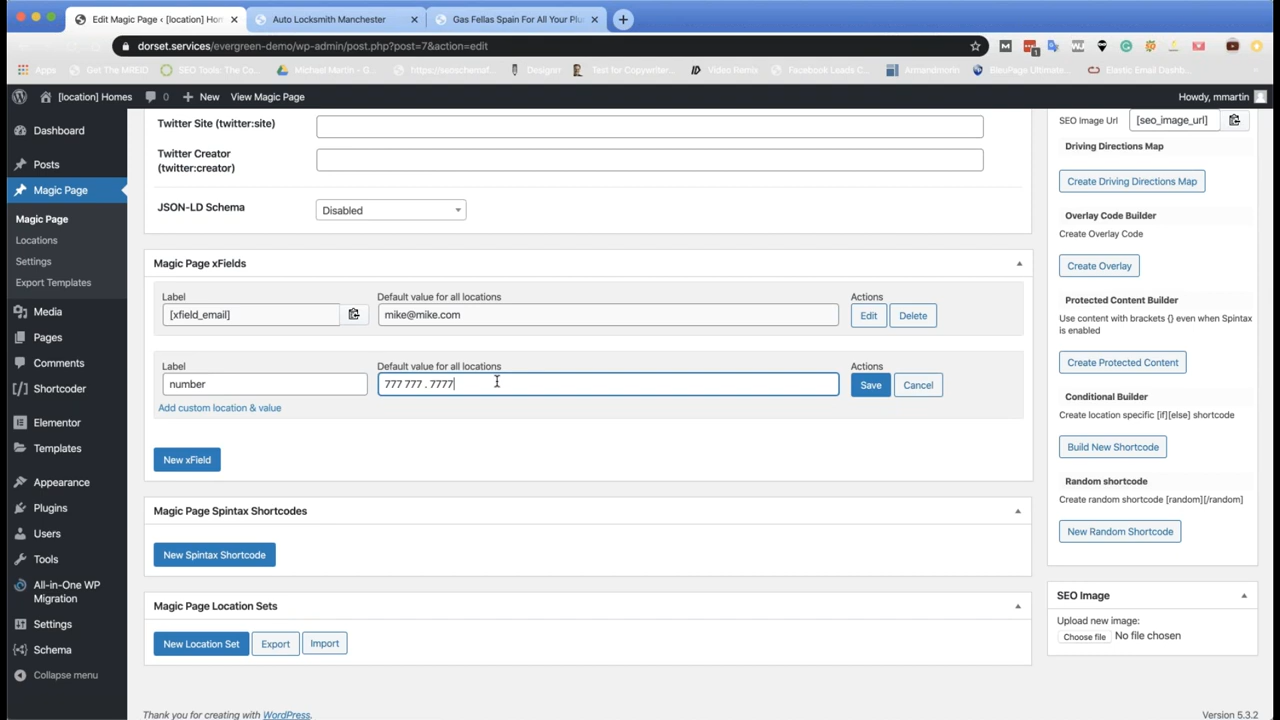 Edit Magic Page < [location] Hom
Auto Locksmith Manchester
Gas Fellas Spain For All Your Plu
dorset.services/evergreen-demo/wp-admin/post.php?post=7&action=edit
Apps
Get The MREID
SEO Tools: The Co...
Michael Martin - G...
https://seoschemaf...
Designrr
Test for Copywriter...
Video Remix
Facebook Leads C...
Armandmorin
BleuPage Ultimate...
Elastic Email Dashb...
[location] Homes
0
New
View Magic Page
Howdy, mmartin
Dashboard
Posts
Magic Page
Magic Page
Locations
Settings
Export Templates
Media
Pages
Comments
Shortcoder
Elementor
Templates
Appearance
Plugins
Users
Tools
All-in-One WP
Migration
Settings
Schema
Collapse menu
Twitter Site (twitter:site)
Twitter Creator
(twitter:creator)
JSON-LD Schema
Disabled
Magic Page xFields
Label
Default value for all locations
Actions
[xfield_email]
mike@mike.com
Edit
Delete
Label
Default value for all locations
Actions
number
777 777 . 7777
Save
Cancel
Add custom location & value
New xField
Magic Page Spintax Shortcodes
New Spintax Shortcode
Magic Page Location Sets
New Location Set
Export
Import
Thank you for creating with WordPress.
SEO Image Url
[seo_image_url]
Driving Directions Map
Create Driving Directions Map
Overlay Code Builder
Create Overlay Code
Create Overlay
Protected Content Builder
Use content with brackets {} even when Spintax
is enabled
Create Protected Content
Conditional Builder
Create location specific [if][else] shortcode
Build New Shortcode
Random shortcode
Create random shortcode [random][/random]
New Random Shortcode
SEO Image
Upload new image:
Choose file
No file chosen
Version 5.3.2